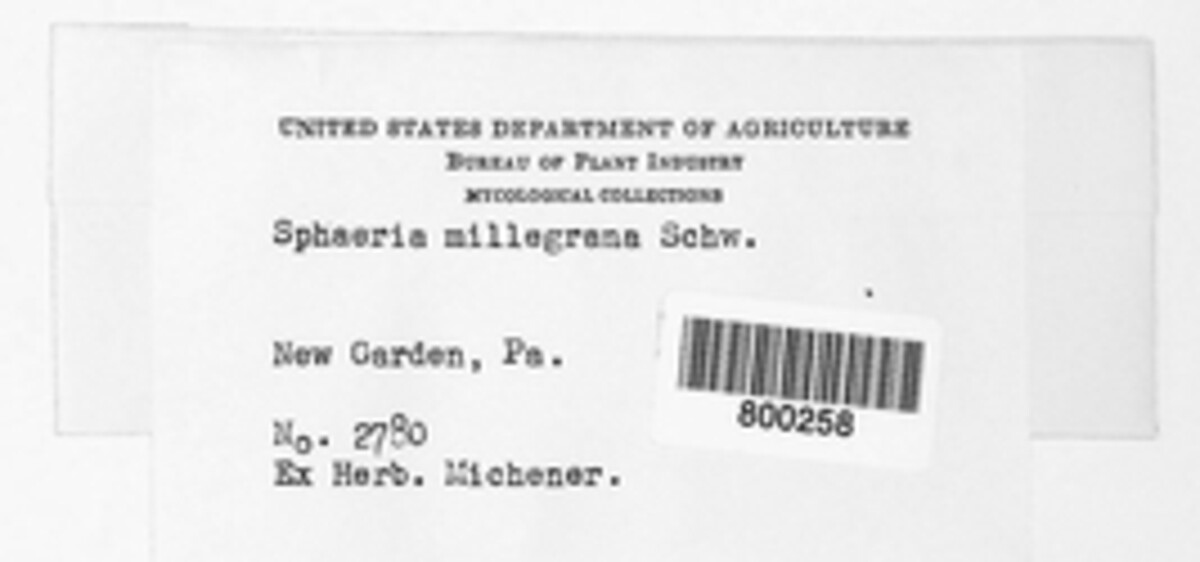 UNITED STATES DEPARTMENT OF AGRICULTURE
BUREAU OF PLANT INDUSTRY
MYCOLOGICAL COLLECTIONS
Sphaeria millegrana Schw.
New Garden, Pa.
800258
No. 2780
Ex Herb. Michener.